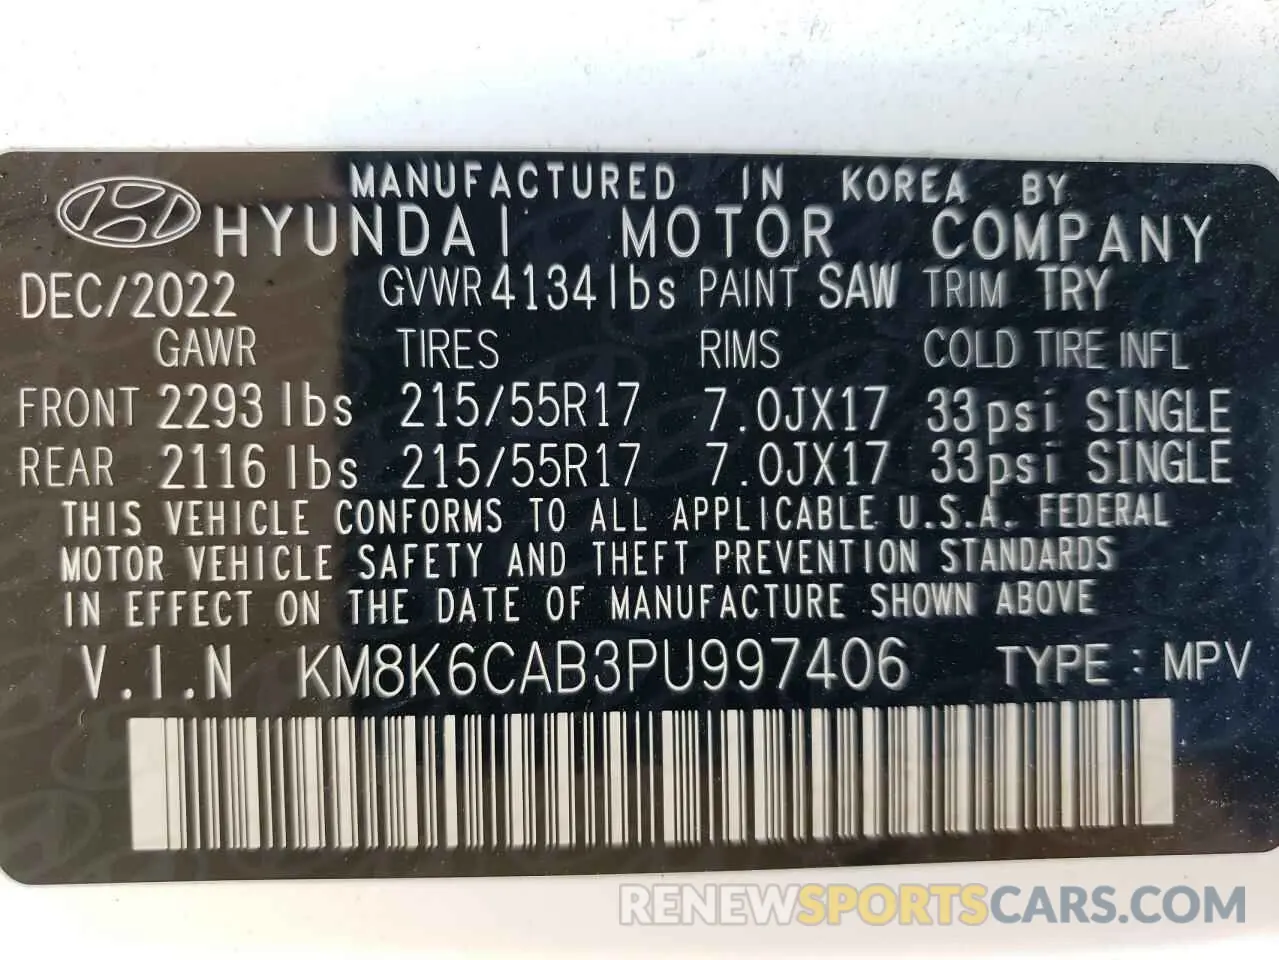 MANUFACTURED IN KOREA BY
HYUNDAI MOTOR COMPANY
DEC/2022 GVWR 4134 lbs PAINT SAW TRIM TRY
GAWR TIRES RIMS COLD TIRE INFL
FRONT 2293 lbs 215/55R17 7.0JX17 33psi SINGLE
REAR 2116 lbs 215/55R17 7.0JX17 33psi SINGLE
THIS VEHICLE CONFORMS TO ALL APPLICABLE U.S.A. FEDERAL
MOTOR VEHICLE SAFETY AND THEFT PREVENTION STANDARDS
IN EFFECT ON THE DATE OF MANUFACTURE SHOWN ABOVE
V.I.N KM8K6CAB3PU997406 TYPE : MPV
RENEWSPORTSCARS.COM